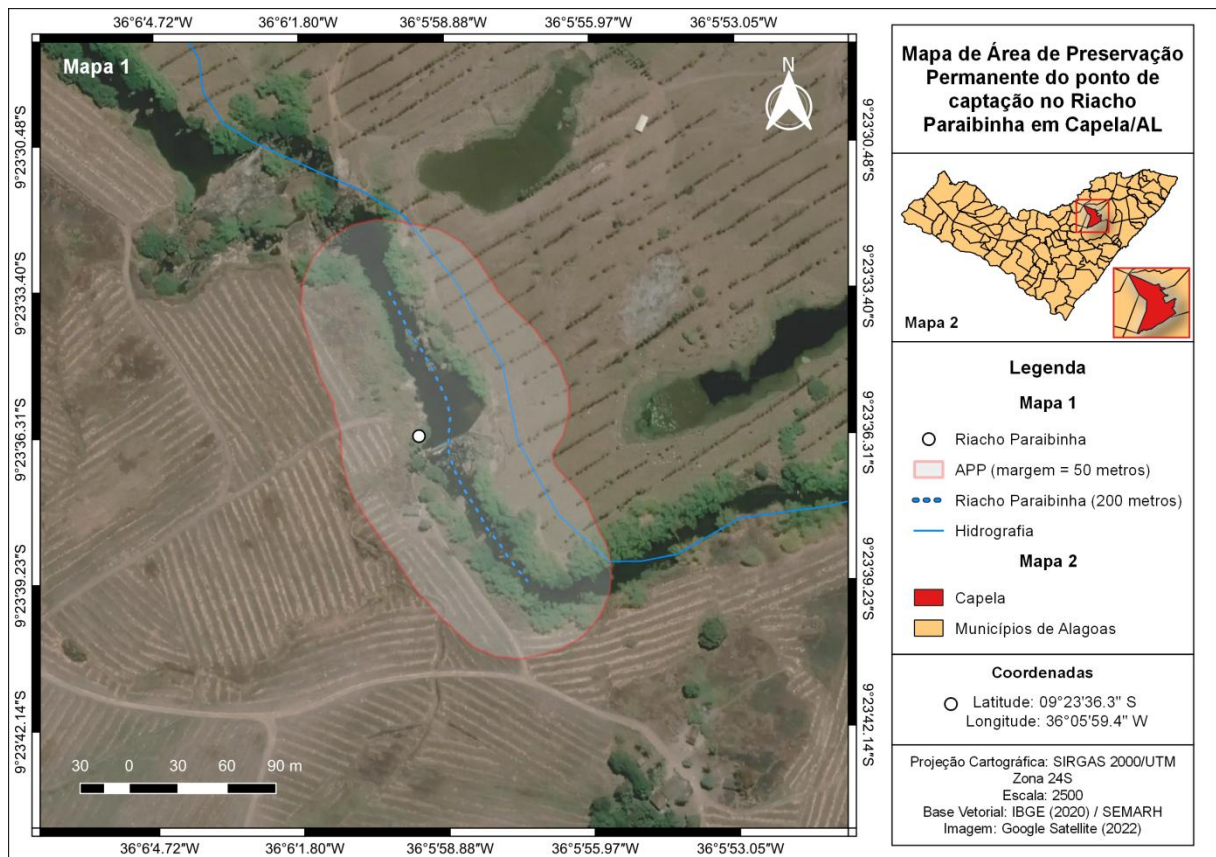 36°6'4.72"W
36°6'1.80"W
36°5'58.88"W
36°5'55.97"W
36°5'53.05"W
Mapa 1
N
9°23'30.48"S
9°23'33.40"S
9°23'36.31"S
9°23'39.23"S
9°23'42.14"S
9°23'30.48"S
9°23'33.40"S
9°23'36.31"S
9°23'39.23"S
9°23'42.14"S
30 0 30 60 90 m
36°6'4.72"W
36°6'1.80"W
36°5'58.88"W
36°5'55.97"W
36°5'53.05"W
Mapa de Área de Preservação
Permanente do ponto de
captação no Riacho
Paraibinha em Capela/AL
Mapa 2
Legenda
Mapa 1
Riacho Paraibinha
APP (margem = 50 metros)
Riacho Paraibinha (200 metros)
Hidrografia
Mapa 2
Capela
Municípios de Alagoas
Coordenadas
Latitude: 09°23'36.3" S
Longitude: 36°05'59.4" W
Projeção Cartográfica: SIRGAS 2000/UTM
Zona 24S
Escala: 2500
Base Vetorial: IBGE (2020) / SEMARH
Imagem: Google Satellite (2022)